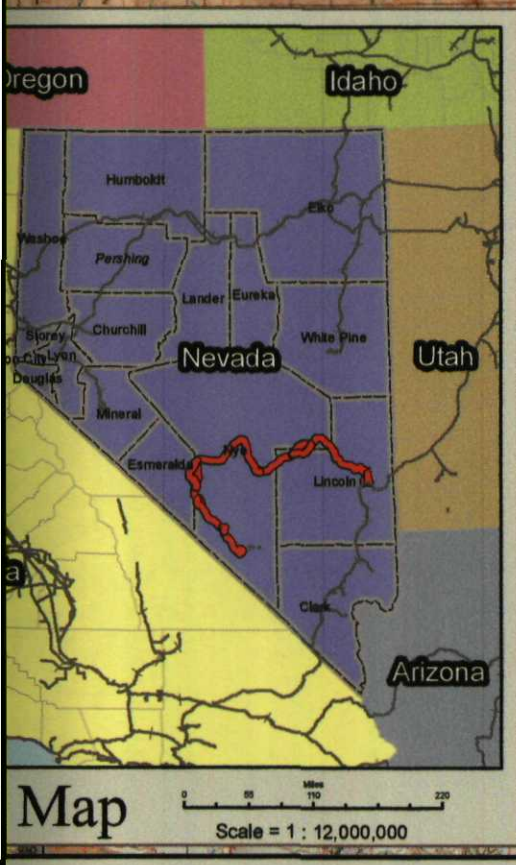 Oregon
Idaho
Humboldt
Elko
Washoe
Pershing
Lander
Eureka
Churchill
Storey
White Pine
Nevada
Utah
Lyon
Douglas
Mineral
Nye
Esmeralda
Lincoln
Clark
Arizona
Map
Miles
0 55 110 220
Scale = 1 : 12,000,000